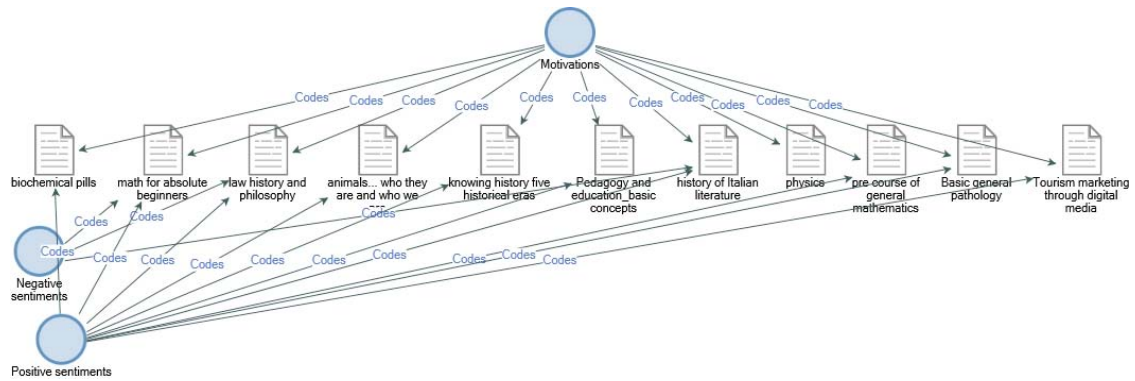 Motivations
Codes
Codes
Codes
Codes
Codes
Codes
Codes
Codes
Codes
Codes
biochemical pills
math for absolute
beginners
law history and
philosophy
animals... who they
are and who we
knowing history five
historical eras
Pedagogy and
education_basic
concepts
history of Italian
literature
physics
pre course of
general
mathematics
Basic general
pathology
Tourism marketing
through digital
media
Codes
Codes
Codes
Codes
Codes
Codes
Codes
Codes
Codes
Codes
Codes
Codes
Codes
Negative
sentiments
Positive sentiments